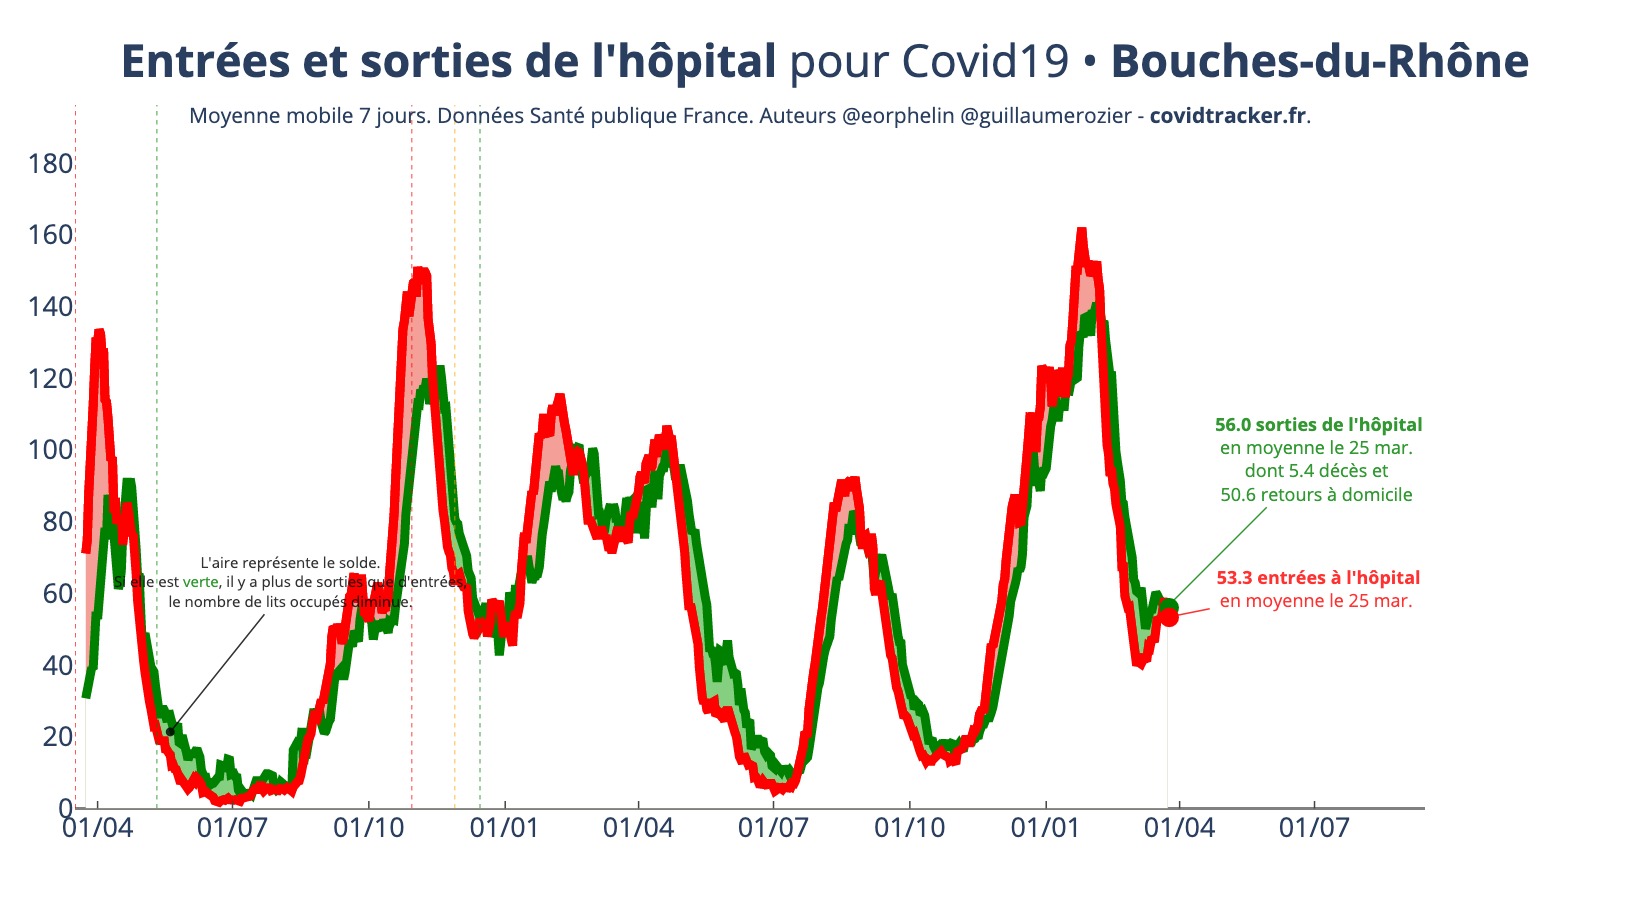 Entrées et sorties de l'hôpital pour Covid19 • Bouches-du-Rhône
Moyenne mobile 7 jours. Données Santé publique France. Auteurs @eorphelin @guillaumerozier - covidtracker.fr.
180
160
140
120
100
80
60
40
20
0
L'aire représente le solde.
Si elle est verte, il y a plus de sorties que d'entrées,
le nombre de lits occupés diminue.
56.0 sorties de l'hôpital
en moyenne le 25 mar.
dont 5.4 décès et
50.6 retours à domicile
53.3 entrées à l'hôpital
en moyenne le 25 mar.
01/04 01/07 01/10 01/01 01/04 01/07 01/10 01/01 01/04 01/07